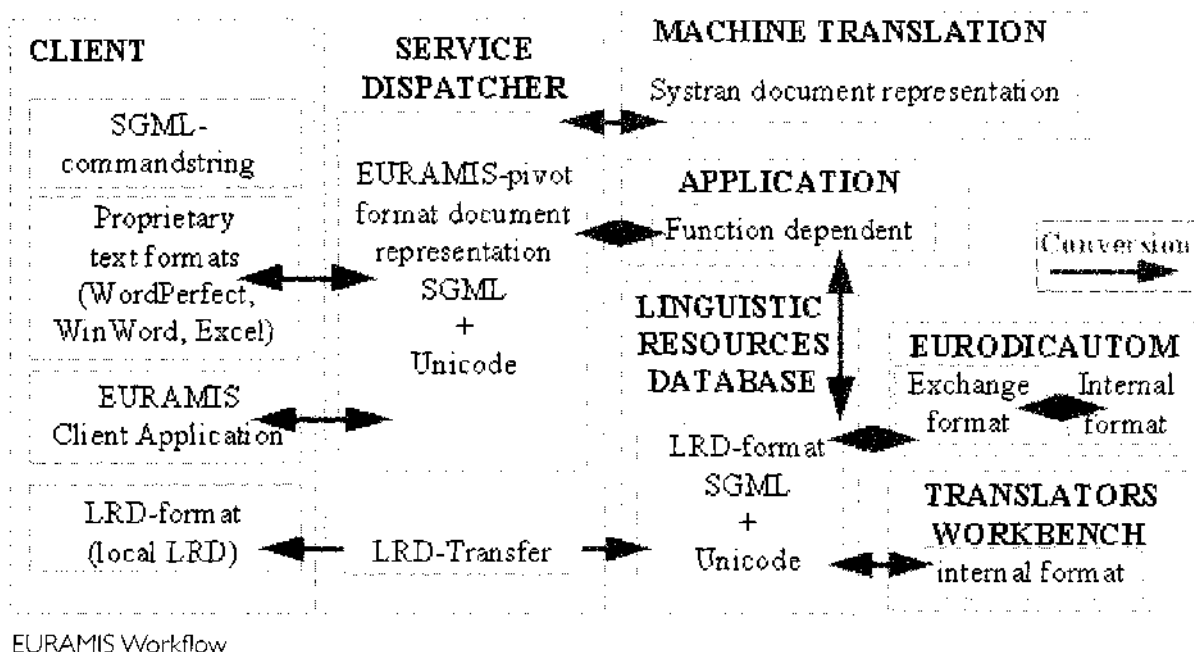 CLIENT
SGML-
commandstring
Proprietary
text formats
(WordPerfect,
WinWord, Excel)
EURAMIS
Client Application
LRD-format
(local LRD)
SERVICE
DISPATCHER
EURAMIS-pivot
format document
representation
SGML
+
Unicode
LRD-Transfer
MACHINE TRANSLATION
Systran document representation
APPLICATION
Function dependent
LINGUISTIC
RESOURCES
DATABASE
LRD-format
SGML
+
Unicode
Conversion
EURODICAUTOM
Exchange
format
Internal
format
TRANSLATORS
WORKBENCH
internal format
EURAMIS Workflow